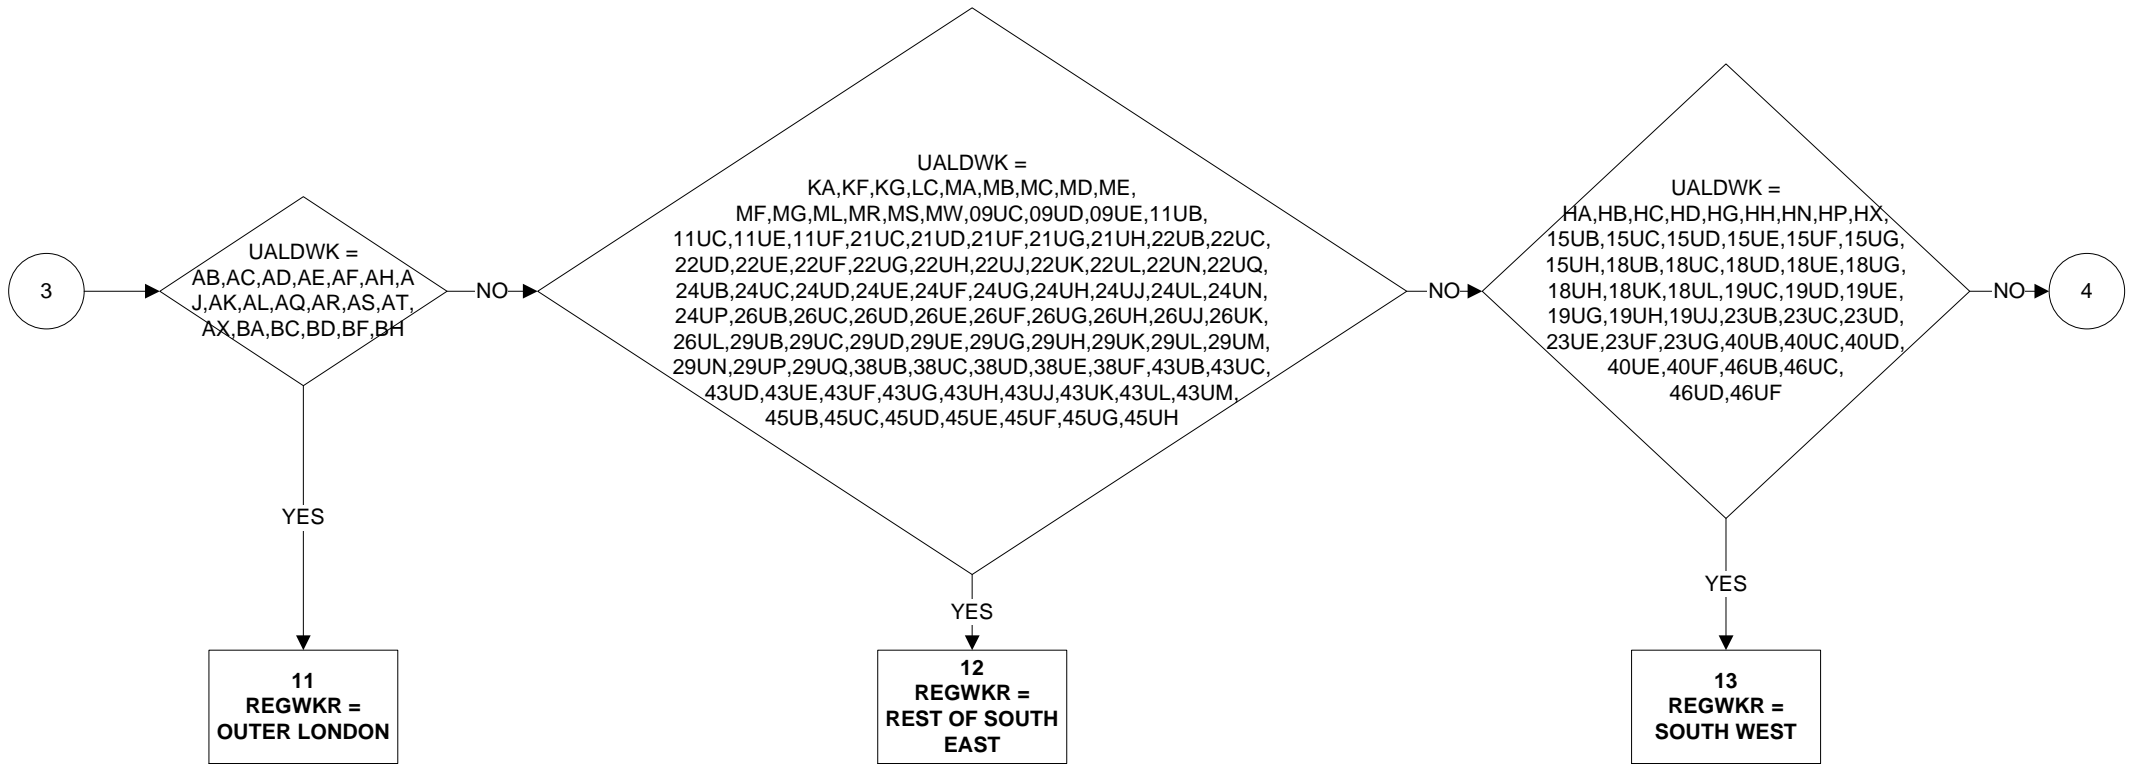 3
UALDWK =
AB,AC,AD,AE,AF,AH,A
J,AK,AL,AQ,AR,AS,AT,
AX,BA,BC,BD,BF,BH
NO
YES
11
REGWKR =
OUTER LONDON
UALDWK =
KA,KF,KG,LC,MA,MB,MC,MD,ME,
MF,MG,ML,MR,MS,MW,09UC,09UD,09UE,11UB,
11UC,11UE,11UF,21UC,21UD,21UF,21UG,21UH,22UB,22UC,
22UD,22UE,22UF,22UG,22UH,22UJ,22UK,22UL,22UN,22UQ,
24UB,24UC,24UD,24UE,24UF,24UG,24UH,24UJ,24UL,24UN,
24UP,26UB,26UC,26UD,26UE,26UF,26UG,26UH,26UJ,26UK,
26UL,29UB,29UC,29UD,29UE,29UG,29UH,29UK,29UL,29UM,
29UN,29UP,29UQ,38UB,38UC,38UD,38UE,38UF,43UB,43UC,
43UD,43UE,43UF,43UG,43UH,43UJ,43UK,43UL,43UM,
45UB,45UC,45UD,45UE,45UF,45UG,45UH
NO
YES
12
REGWKR =
REST OF SOUTH
EAST
UALDWK =
HA,HB,HC,HD,HG,HH,HN,HP,HX,
15UB,15UC,15UD,15UE,15UF,15UG,
15UH,18UB,18UC,18UD,18UE,18UG,
18UH,18UK,18UL,19UC,19UD,19UE,
19UG,19UH,19UJ,23UB,23UC,23UD,
23UE,23UF,23UG,40UB,40UC,40UD,
40UE,40UF,46UB,46UC,
46UD,46UF
NO
YES
13
REGWKR =
SOUTH WEST
4